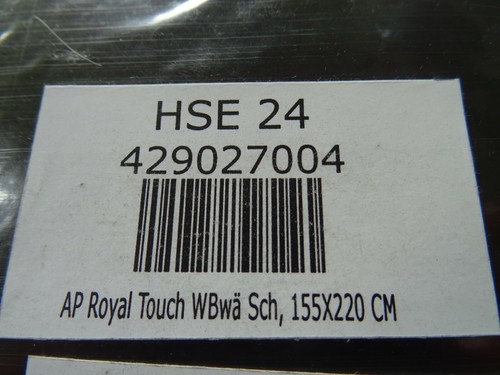 HSE 24
429027004
AP Royal Touch WBwä Sch, 155X220 CM